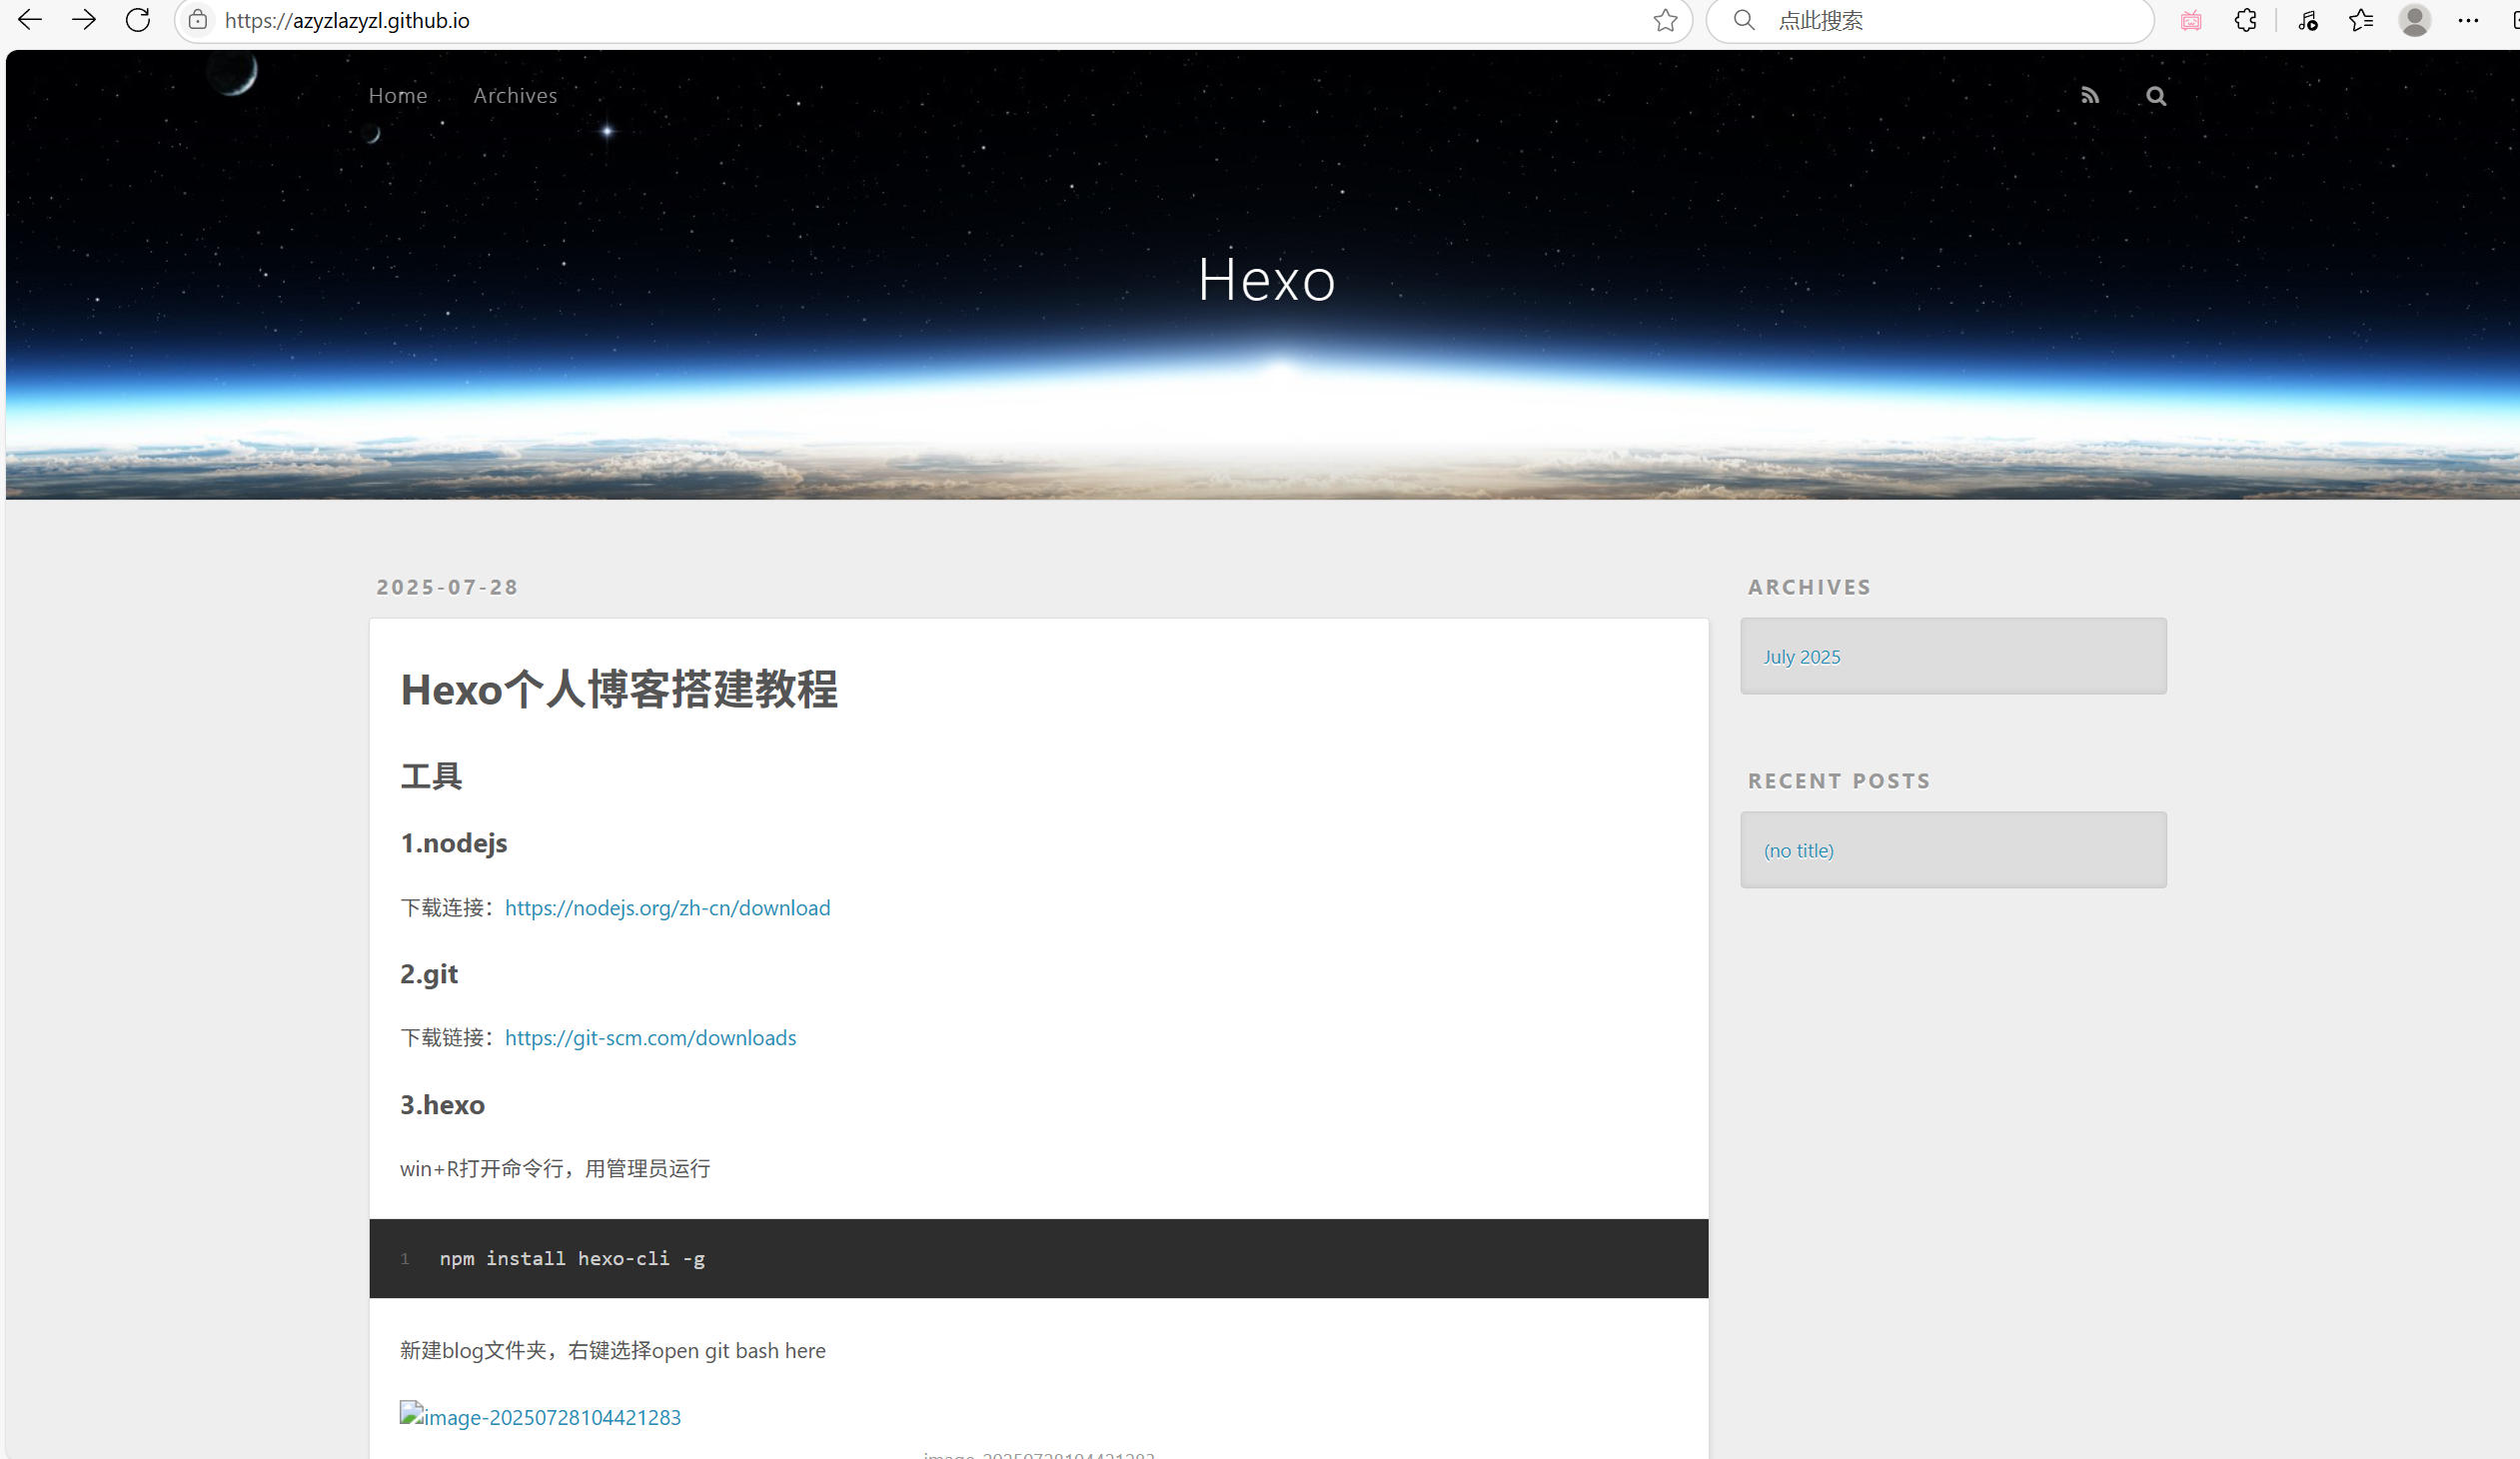 https://azyzlazyzl.github.io
点此搜索
Home
Archives
Hexo
2025-07-28
Hexo个人博客搭建教程
工具
1.nodejs
下载连接：https://nodejs.org/zh-cn/download
2.git
下载链接：https://git-scm.com/downloads
3.hexo
win+R打开命令行，用管理员运行
1 npm install hexo-cli -g
新建blog文件夹，右键选择open git bash here
image-20250728104421283
image-20250728104421283
ARCHIVES
July 2025
RECENT POSTS
(no title)